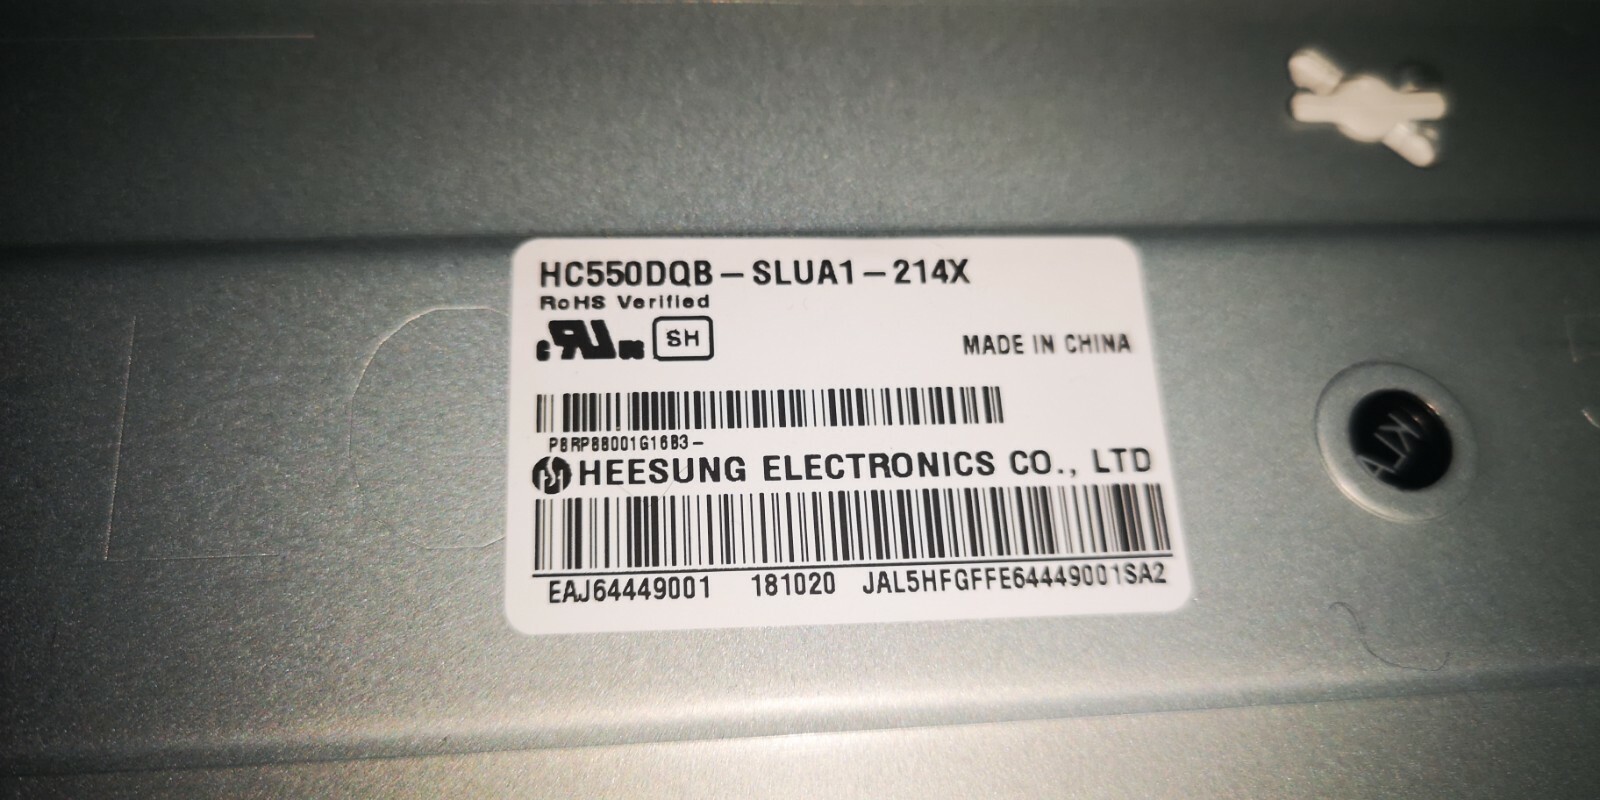 HC550DQB-SLUA1-214X
RoHS Verified
SH
MADE IN CHINA
P8RP88001G16B3-
HEESUNG ELECTRONICS CO., LTD
EAJ64449001 181020 JAL5HFGFFE64449001SA2